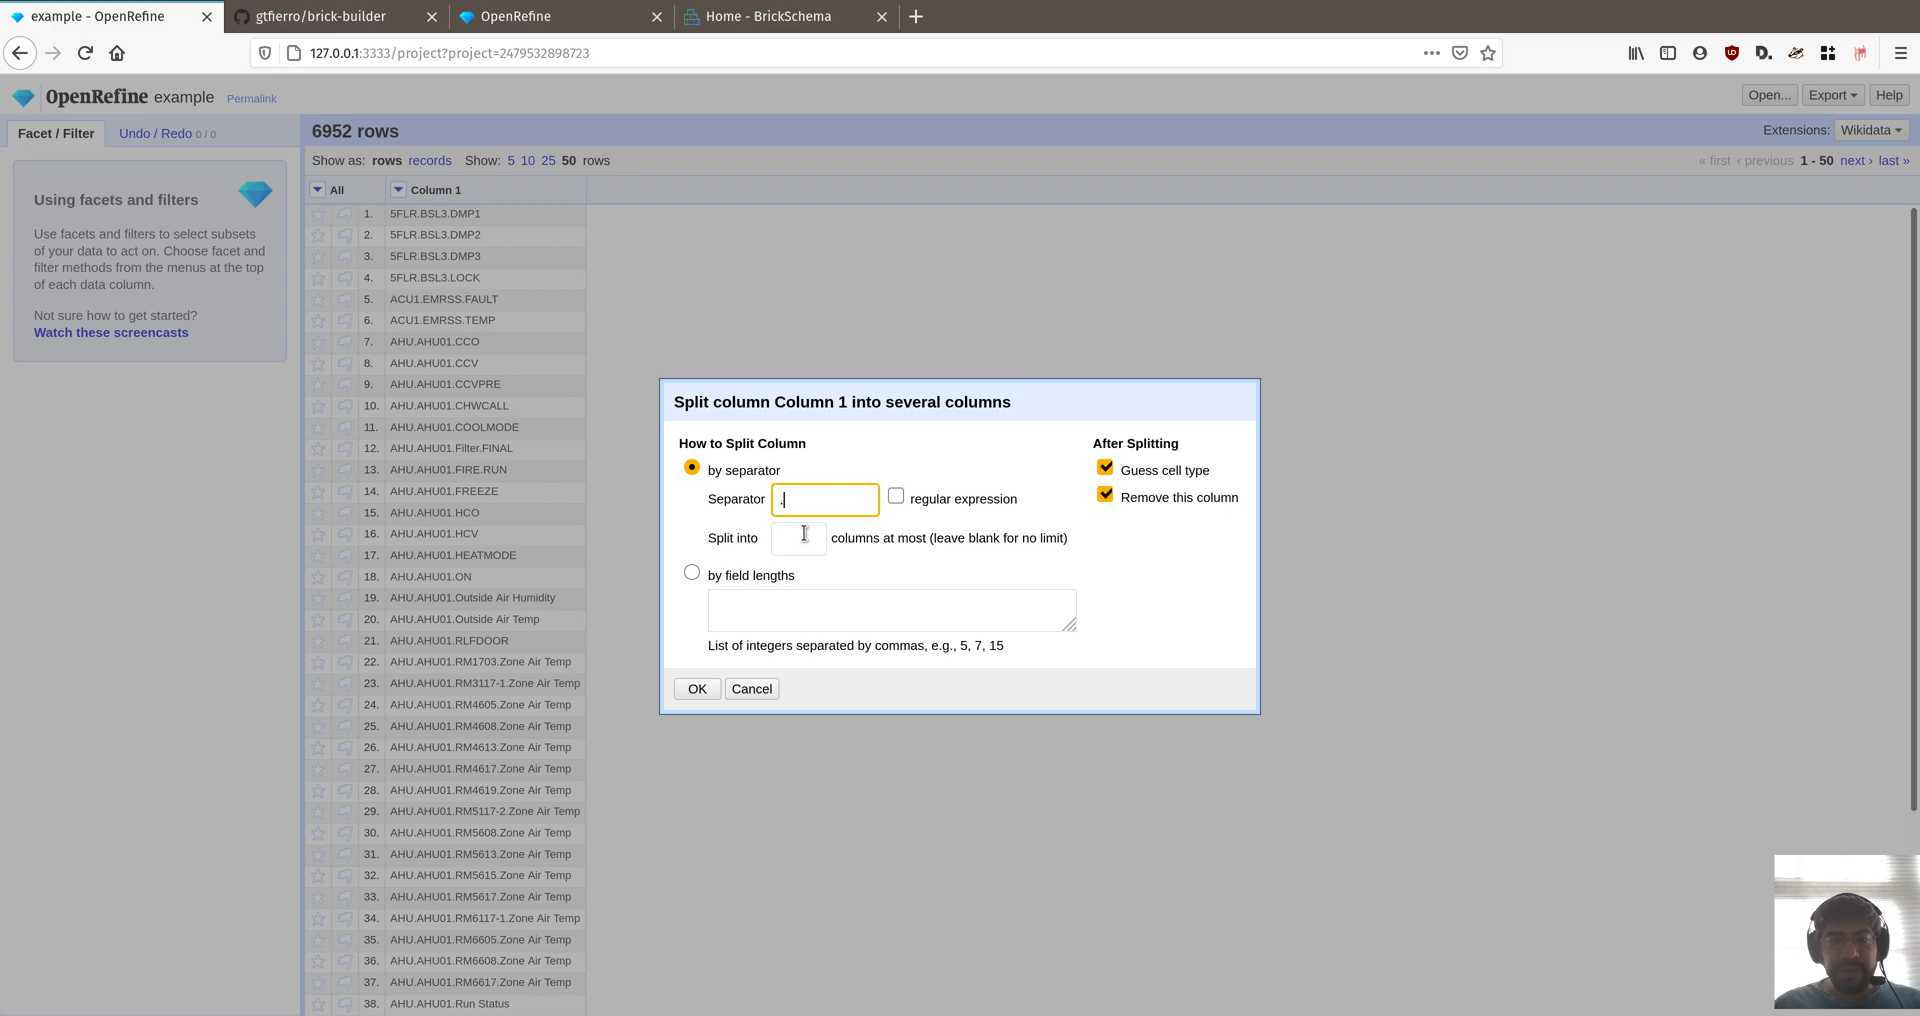 example - OpenRefine
gtfierro/brick-builder
OpenRefine
Home - BrickSchema
127.0.0.1:3333/project?project=2479532898723
OpenRefine example Permalink
Open...
Export
Help
Facet / Filter
Undo / Redo 0 / 0
6952 rows
Extensions: Wikidata
Show as: rows records Show: 5 10 25 50 rows
« first ‹ previous 1 - 50 next › last »
Using facets and filters
Use facets and filters to select subsets
of your data to act on. Choose facet and
filter methods from the menus at the top
of each data column.
Not sure how to get started?
Watch these screencasts
All
Column 1
1. 5FLR.BSL3.DMP1
2. 5FLR.BSL3.DMP2
3. 5FLR.BSL3.DMP3
4. 5FLR.BSL3.LOCK
5. ACU1.EMRSS.FAULT
6. ACU1.EMRSS.TEMP
7. AHU.AHU01.CCO
8. AHU.AHU01.CCV
9. AHU.AHU01.CCVPRE
10. AHU.AHU01.CHWCALL
11. AHU.AHU01.COOLMODE
12. AHU.AHU01.Filter.FINAL
13. AHU.AHU01.FIRE.RUN
14. AHU.AHU01.FREEZE
15. AHU.AHU01.HCO
16. AHU.AHU01.HCV
17. AHU.AHU01.HEATMODE
18. AHU.AHU01.ON
19. AHU.AHU01.Outside Air Humidity
20. AHU.AHU01.Outside Air Temp
21. AHU.AHU01.RLFDOOR
22. AHU.AHU01.RM1703.Zone Air Temp
23. AHU.AHU01.RM3117-1.Zone Air Temp
24. AHU.AHU01.RM4605.Zone Air Temp
25. AHU.AHU01.RM4608.Zone Air Temp
26. AHU.AHU01.RM4613.Zone Air Temp
27. AHU.AHU01.RM4617.Zone Air Temp
28. AHU.AHU01.RM4619.Zone Air Temp
29. AHU.AHU01.RM5117-2.Zone Air Temp
30. AHU.AHU01.RM5608.Zone Air Temp
31. AHU.AHU01.RM5613.Zone Air Temp
32. AHU.AHU01.RM5615.Zone Air Temp
33. AHU.AHU01.RM5617.Zone Air Temp
34. AHU.AHU01.RM6117-1.Zone Air Temp
35. AHU.AHU01.RM6605.Zone Air Temp
36. AHU.AHU01.RM6608.Zone Air Temp
37. AHU.AHU01.RM6617.Zone Air Temp
38. AHU.AHU01.Run Status
Split column Column 1 into several columns
How to Split Column
by separator
Separator . regular expression
Split into columns at most (leave blank for no limit)
by field lengths
List of integers separated by commas, e.g., 5, 7, 15
After Splitting
Guess cell type
Remove this column
OK
Cancel